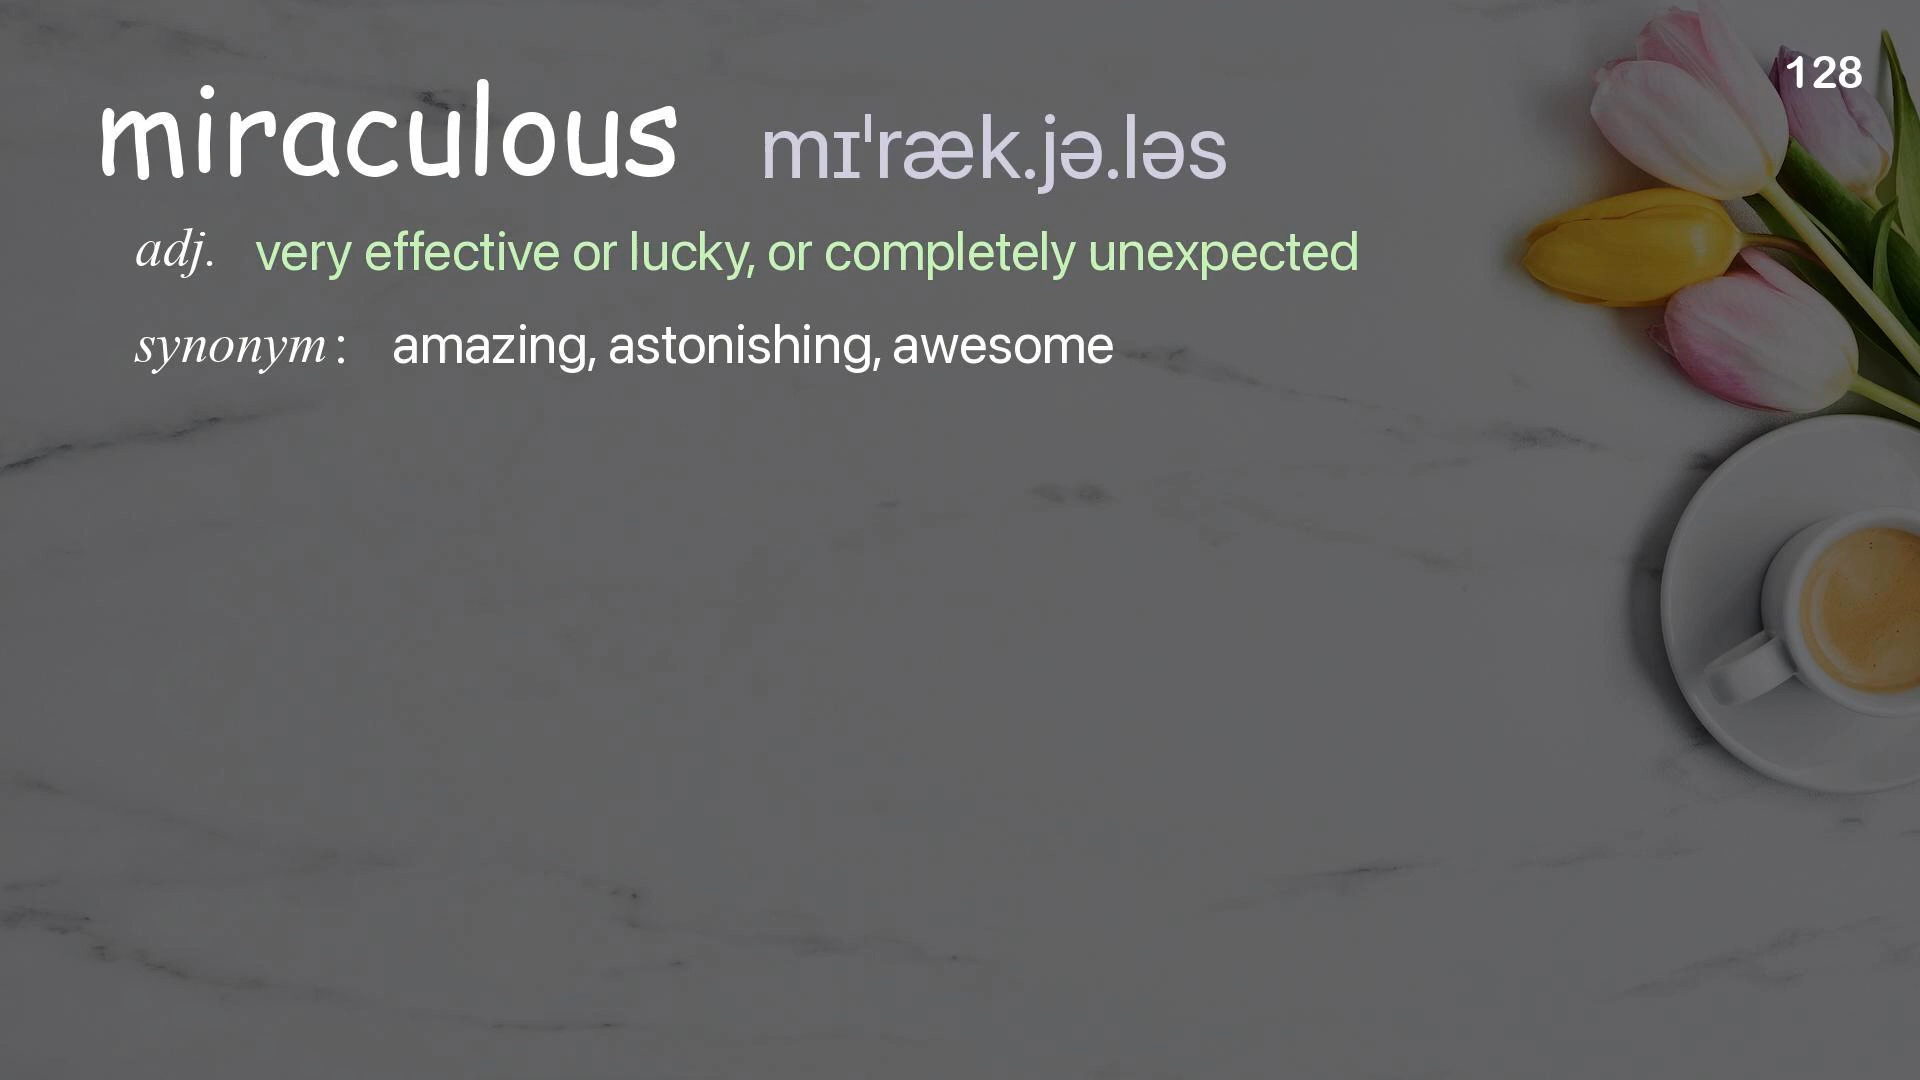 128
miraculous mɪˈræk.jə.ləs
adj. very effective or lucky, or completely unexpected
synonym: amazing, astonishing, awesome